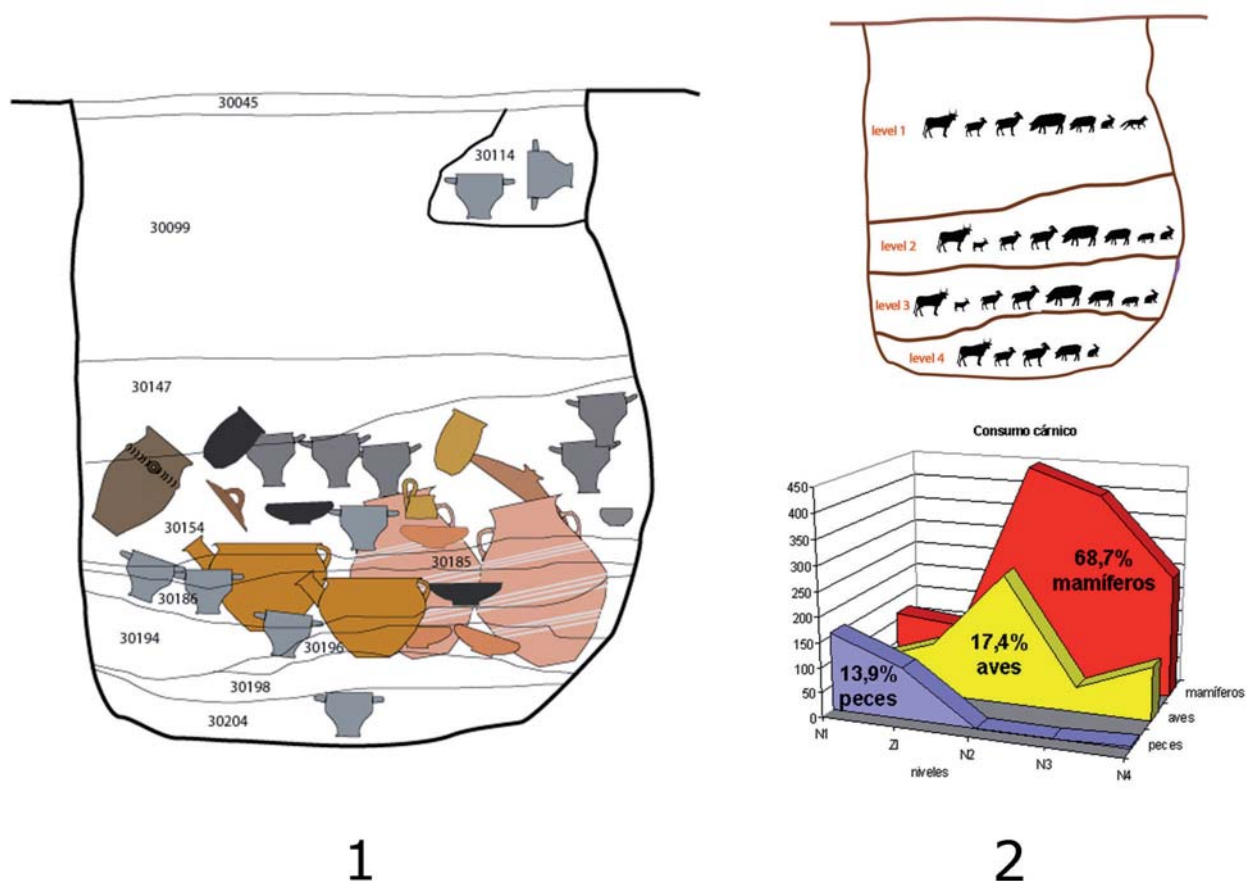 30045
30114
30099
30147
30154
30185
30186
30194
30196
30198
30204
1
level 1
level 2
level 3
level 4
Consumo cárnico
450
400
350
300
250
200
150
100
50
0
68,7%
mamíferos
17,4%
aves
13,9%
peces
mamíferos
aves
peces
N1
ZI
N2
N3
N4
niveles
2